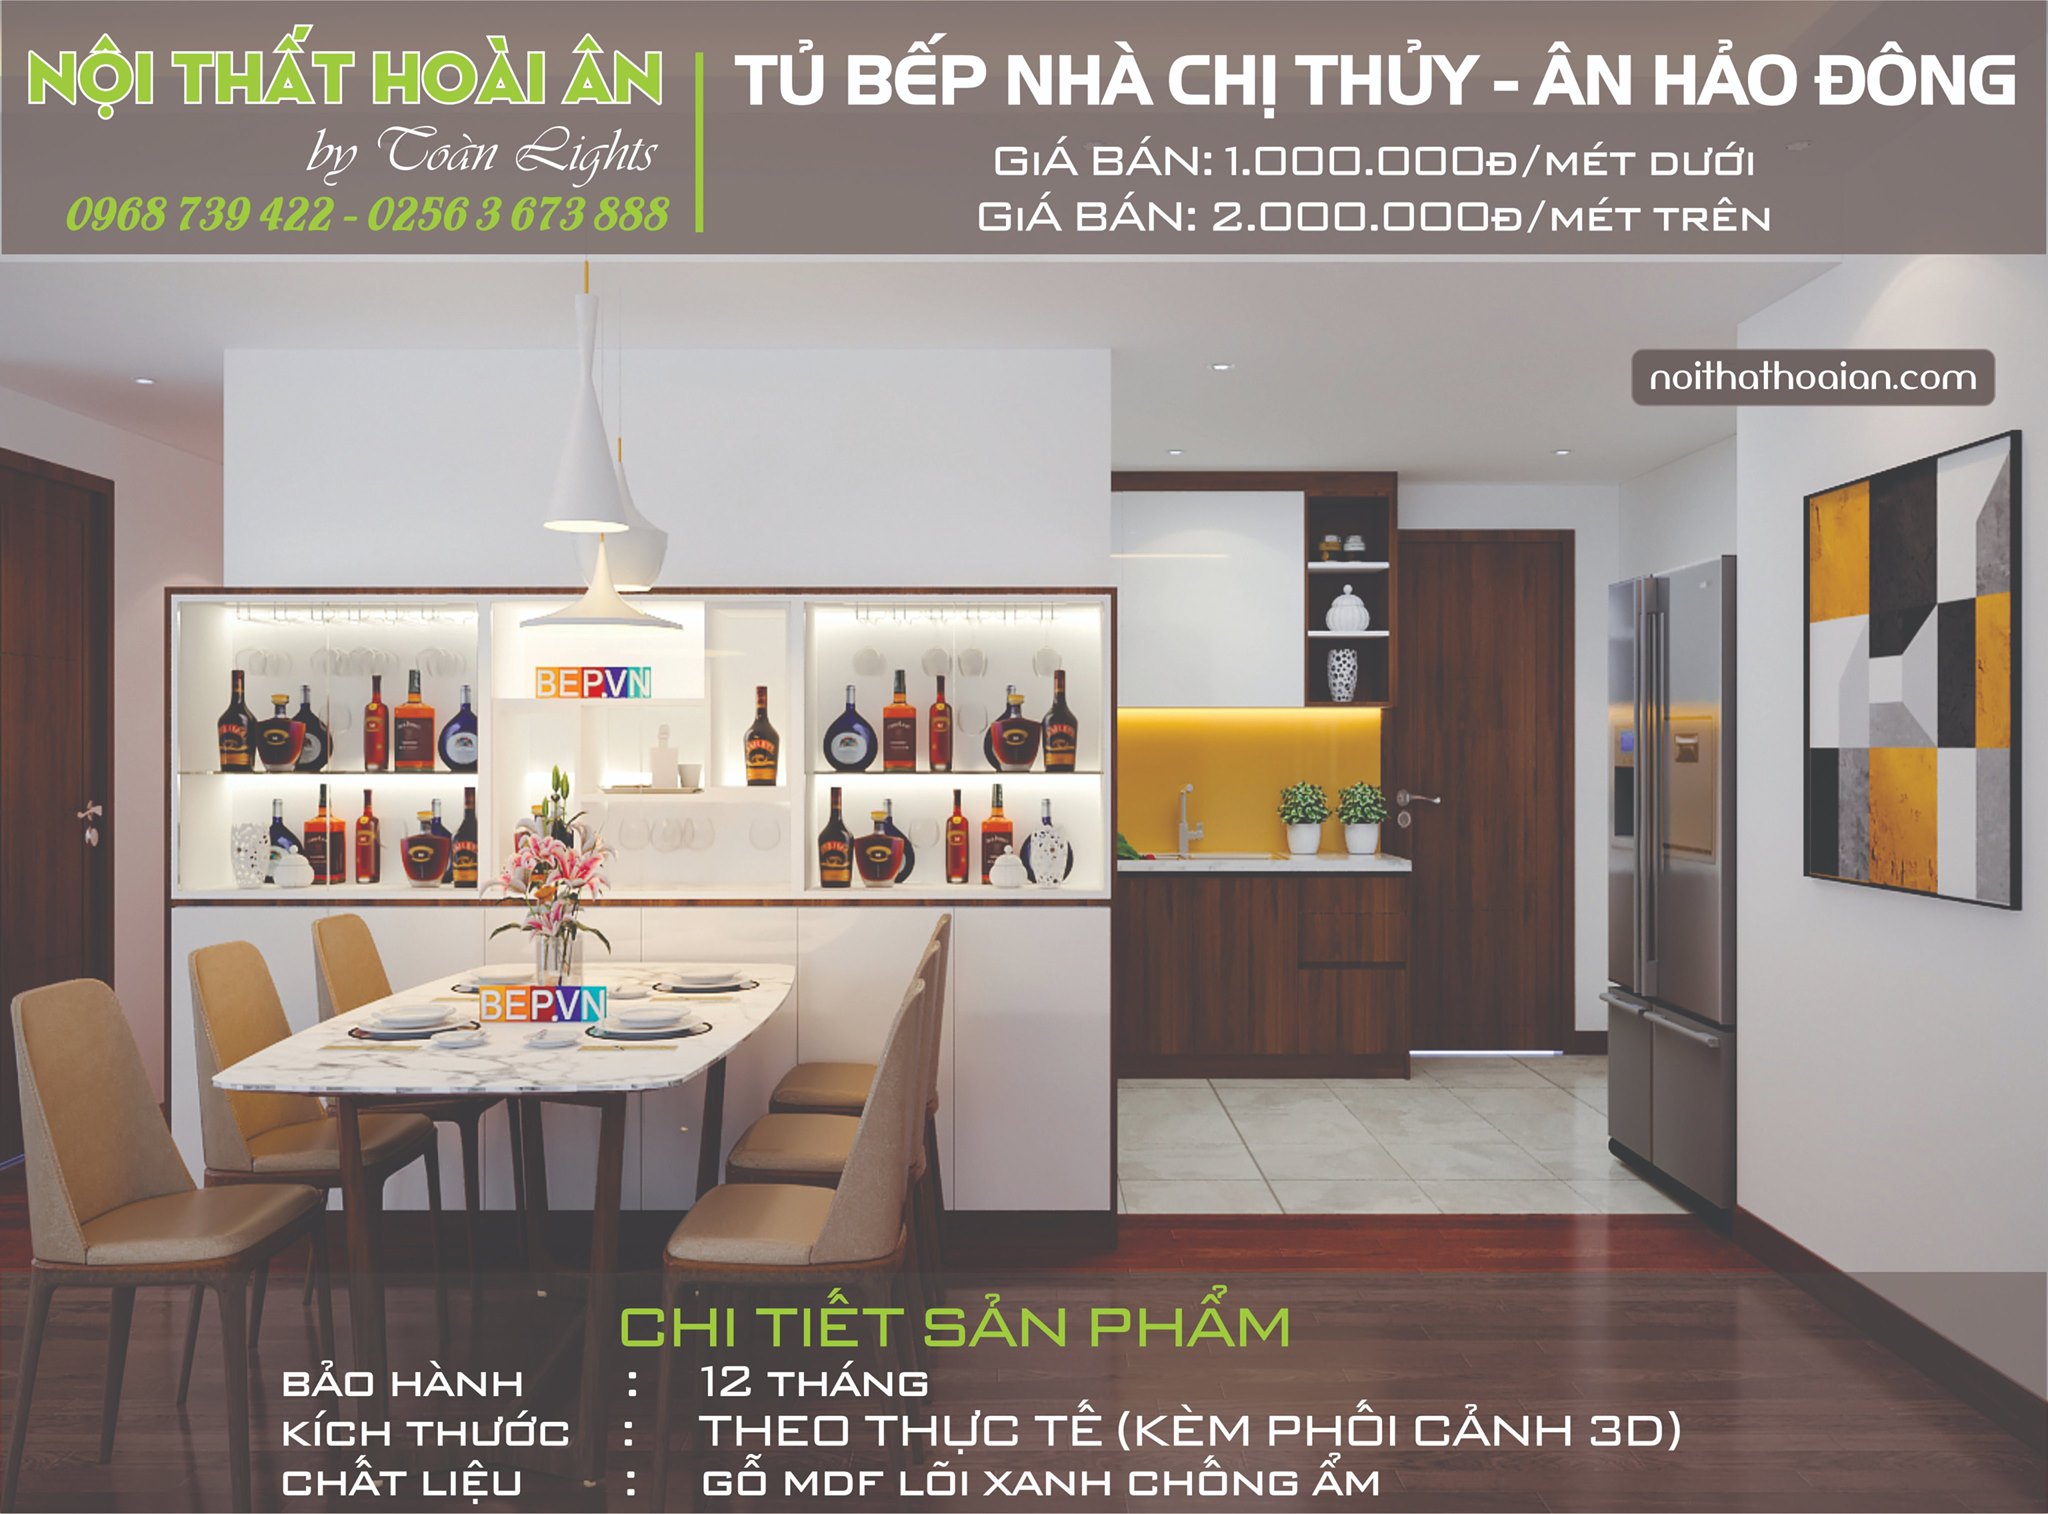 NỘI THẤT HOÀI ÂN
by Toàn Lights
0968 739 422 - 0256 3 673 888
TỦ BẾP NHÀ CHỊ THỦY - ÂN HẢO ĐÔNG
GIÁ BÁN: 1.000.000Đ/MÉT DƯỚI
GIÁ BÁN: 2.000.000Đ/MÉT TRÊN
noithathoaian.com
BEP.VN
BEP.VN
CHI TIẾT SẢN PHẨM
BẢO HÀNH : 12 THÁNG
KÍCH THƯỚC : THEO THỰC TẾ (KÈM PHỐI CẢNH 3D)
CHẤT LIỆU : GỖ MDF LÕI XANH CHỐNG ẨM